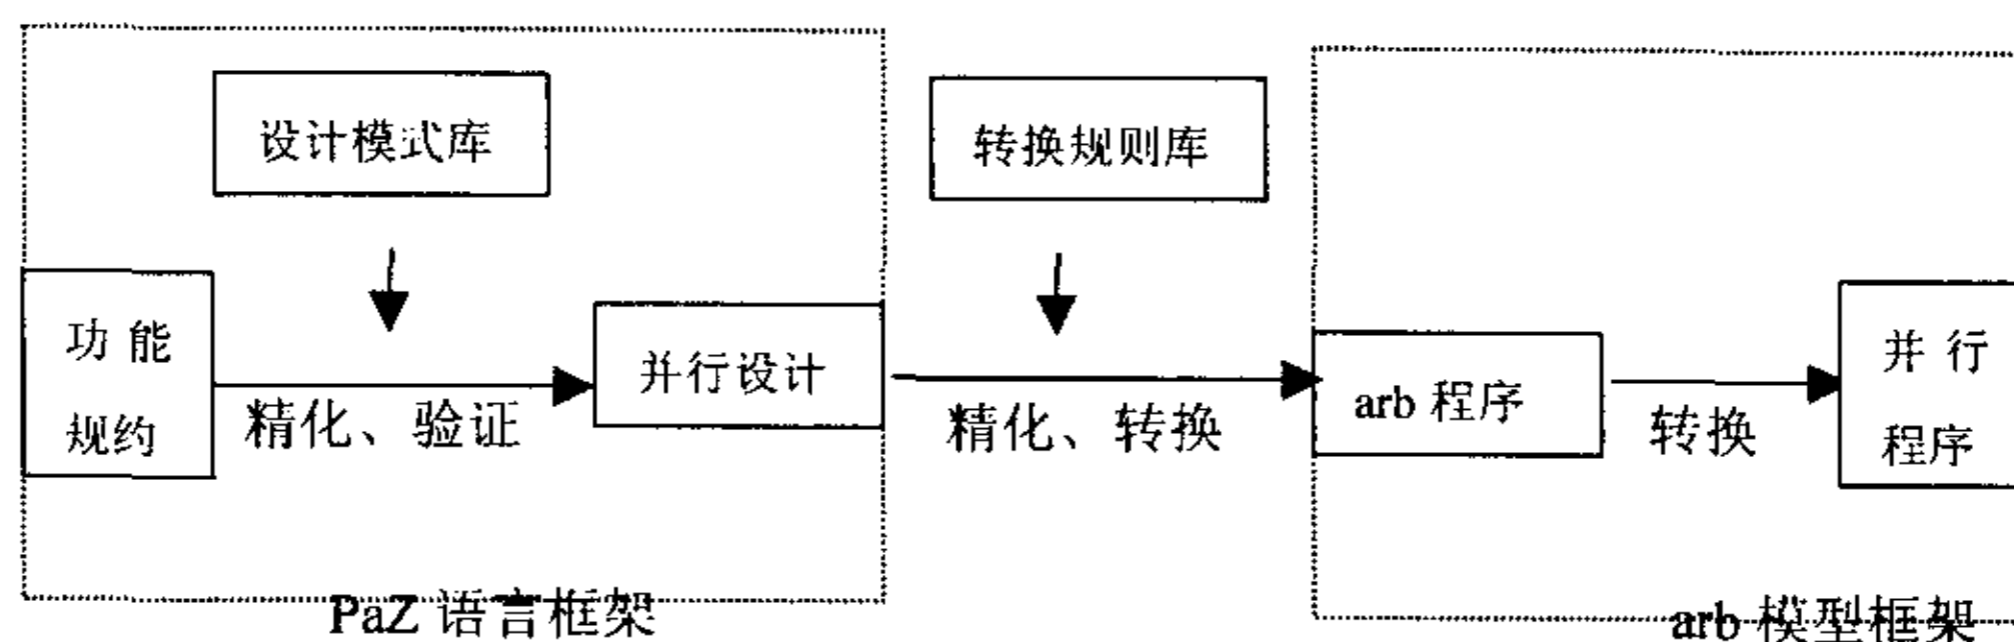 设计模式库
转换规则库
功能
规约
精化、验证
并行设计
精化、转换
arb 程序
转换
并行
程序
PaZ 语言框架
arb 模型框架